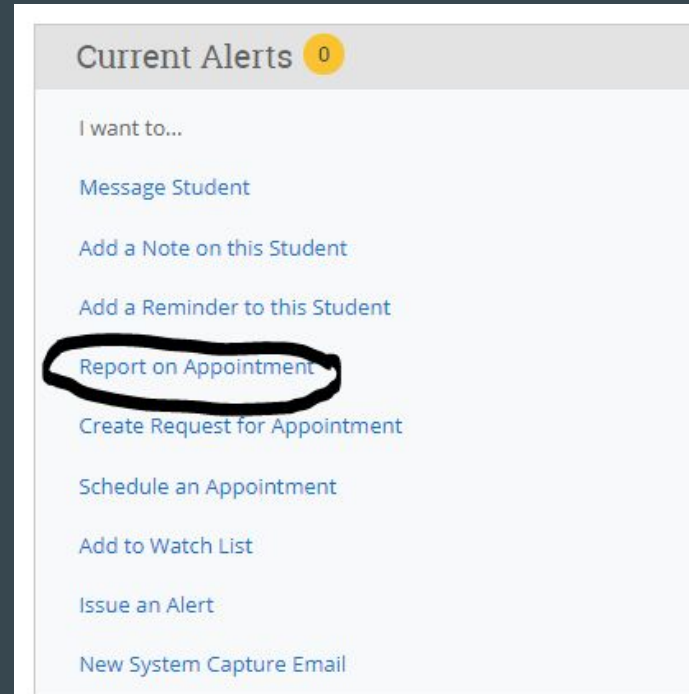 Current Alerts 0
I want to...
Message Student
Add a Note on this Student
Add a Reminder to this Student
Report on Appointment
Create Request for Appointment
Schedule an Appointment
Add to Watch List
Issue an Alert
New System Capture Email